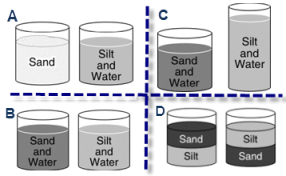 A
Sand
Silt
and
Water
B
Sand
and
Water
Silt
and
Water
C
Sand
and
Water
Silt
and
Water
D
Sand
Silt
Silt
Sand